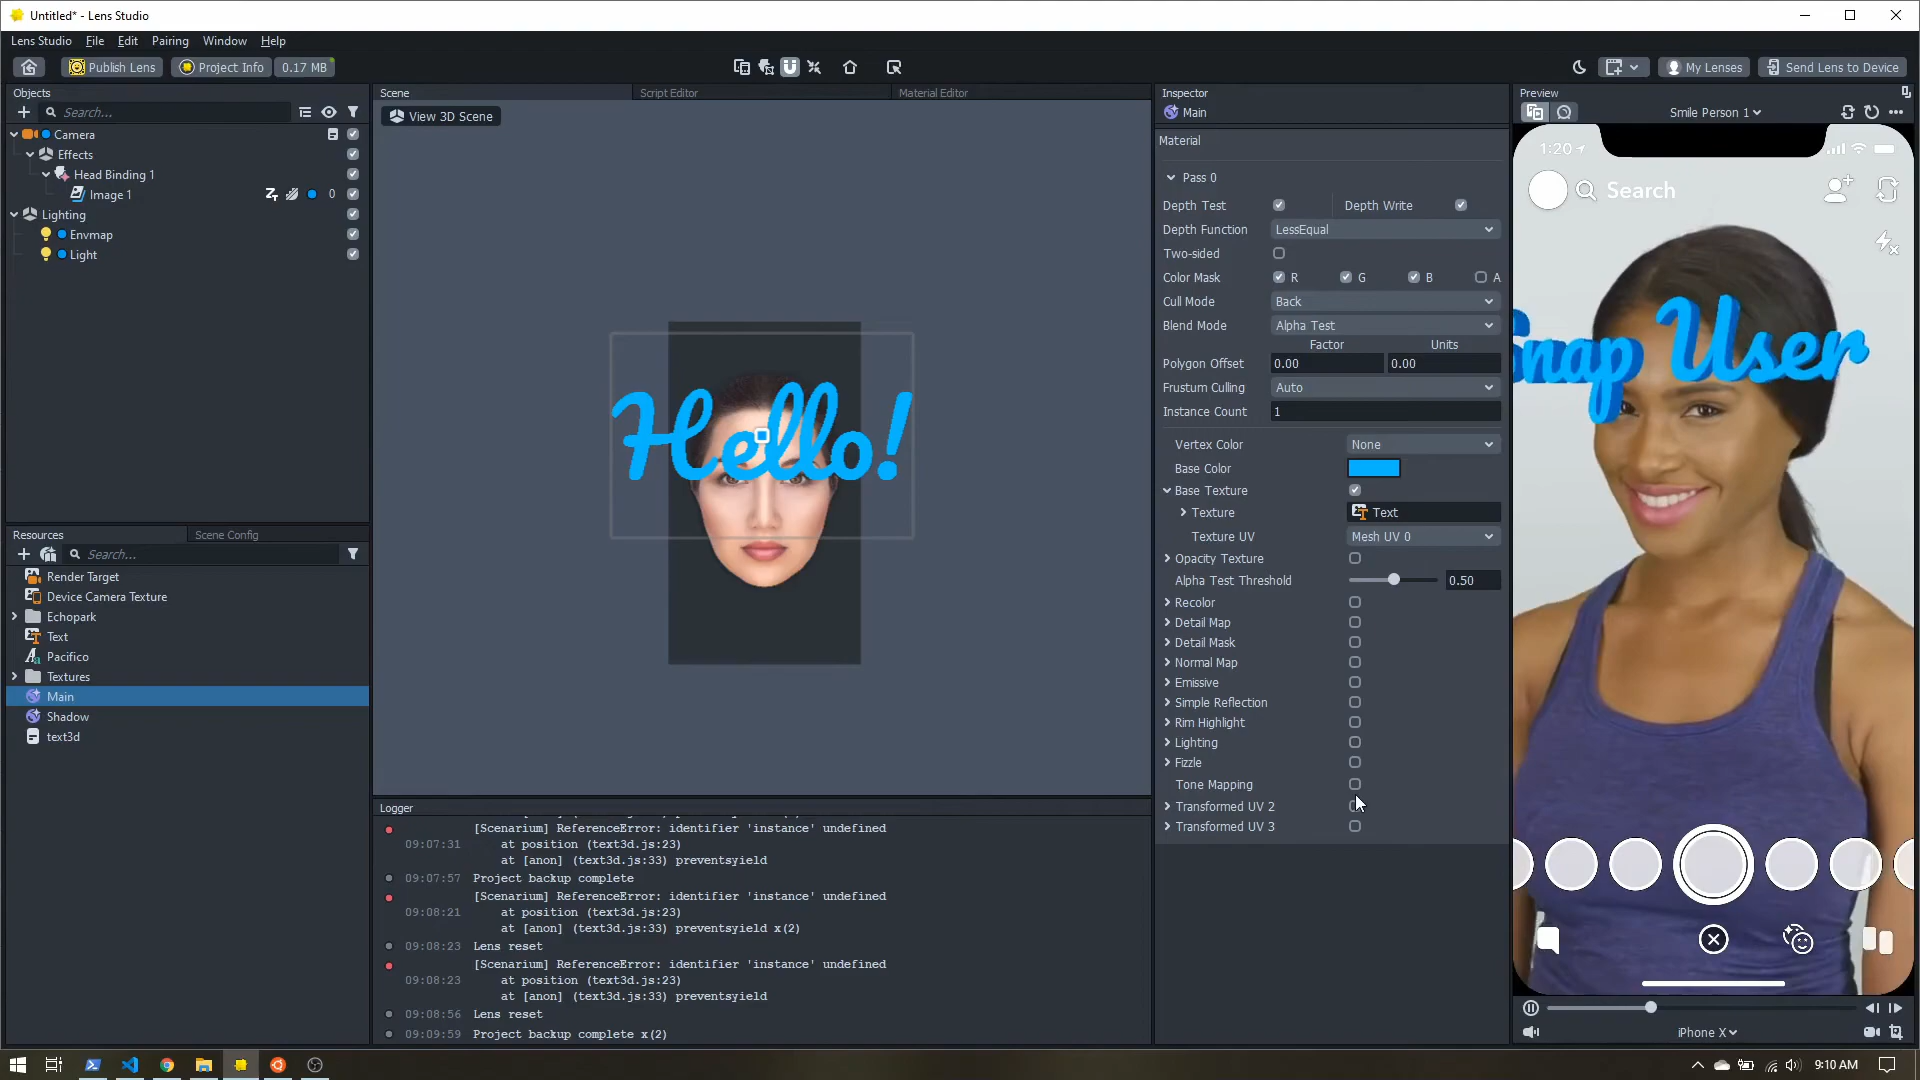 Untitled* - Lens Studio
Lens Studio File Edit Pairing Window Help
Publish Lens Project Info 0.17 MB My Lenses Send Lens to Device
Objects
Search...
Camera
Effects
Head Binding 1
Image 1 0
Lighting
Envmap
Light
Resources Scene Config
Search...
Render Target
Device Camera Texture
Echopark
Text
Pacifico
Textures
Main
Shadow
text3d
Scene Script Editor Material Editor
View 3D Scene
Hello!
Logger
[Scenarium] ReferenceError: identifier 'instance' undefined
09:07:31 at position (text3d.js:23)
at [anon] (text3d.js:33) preventsyield
09:07:57 Project backup complete
[Scenarium] ReferenceError: identifier 'instance' undefined
09:08:21 at position (text3d.js:23)
at [anon] (text3d.js:33) preventsyield x(2)
09:08:23 Lens reset
[Scenarium] ReferenceError: identifier 'instance' undefined
09:08:23 at position (text3d.js:23)
at [anon] (text3d.js:33) preventsyield
09:08:56 Lens reset
09:09:59 Project backup complete x(2)
Inspector
Main
Material
Pass 0
Depth Test Depth Write
Depth Function LessEqual
Two-sided
Color Mask R G B A
Cull Mode Back
Blend Mode Alpha Test
Factor Units
Polygon Offset 0.00 0.00
Frustum Culling Auto
Instance Count 1
Vertex Color None
Base Color
Base Texture
Texture Text
Texture UV Mesh UV 0
Opacity Texture
Alpha Test Threshold 0.50
Recolor
Detail Map
Detail Mask
Normal Map
Emissive
Simple Reflection
Rim Highlight
Lighting
Fizzle
Tone Mapping
Transformed UV 2
Transformed UV 3
Preview
Smile Person 1
1:20
Search
Snap User
iPhone X
9:10 AM